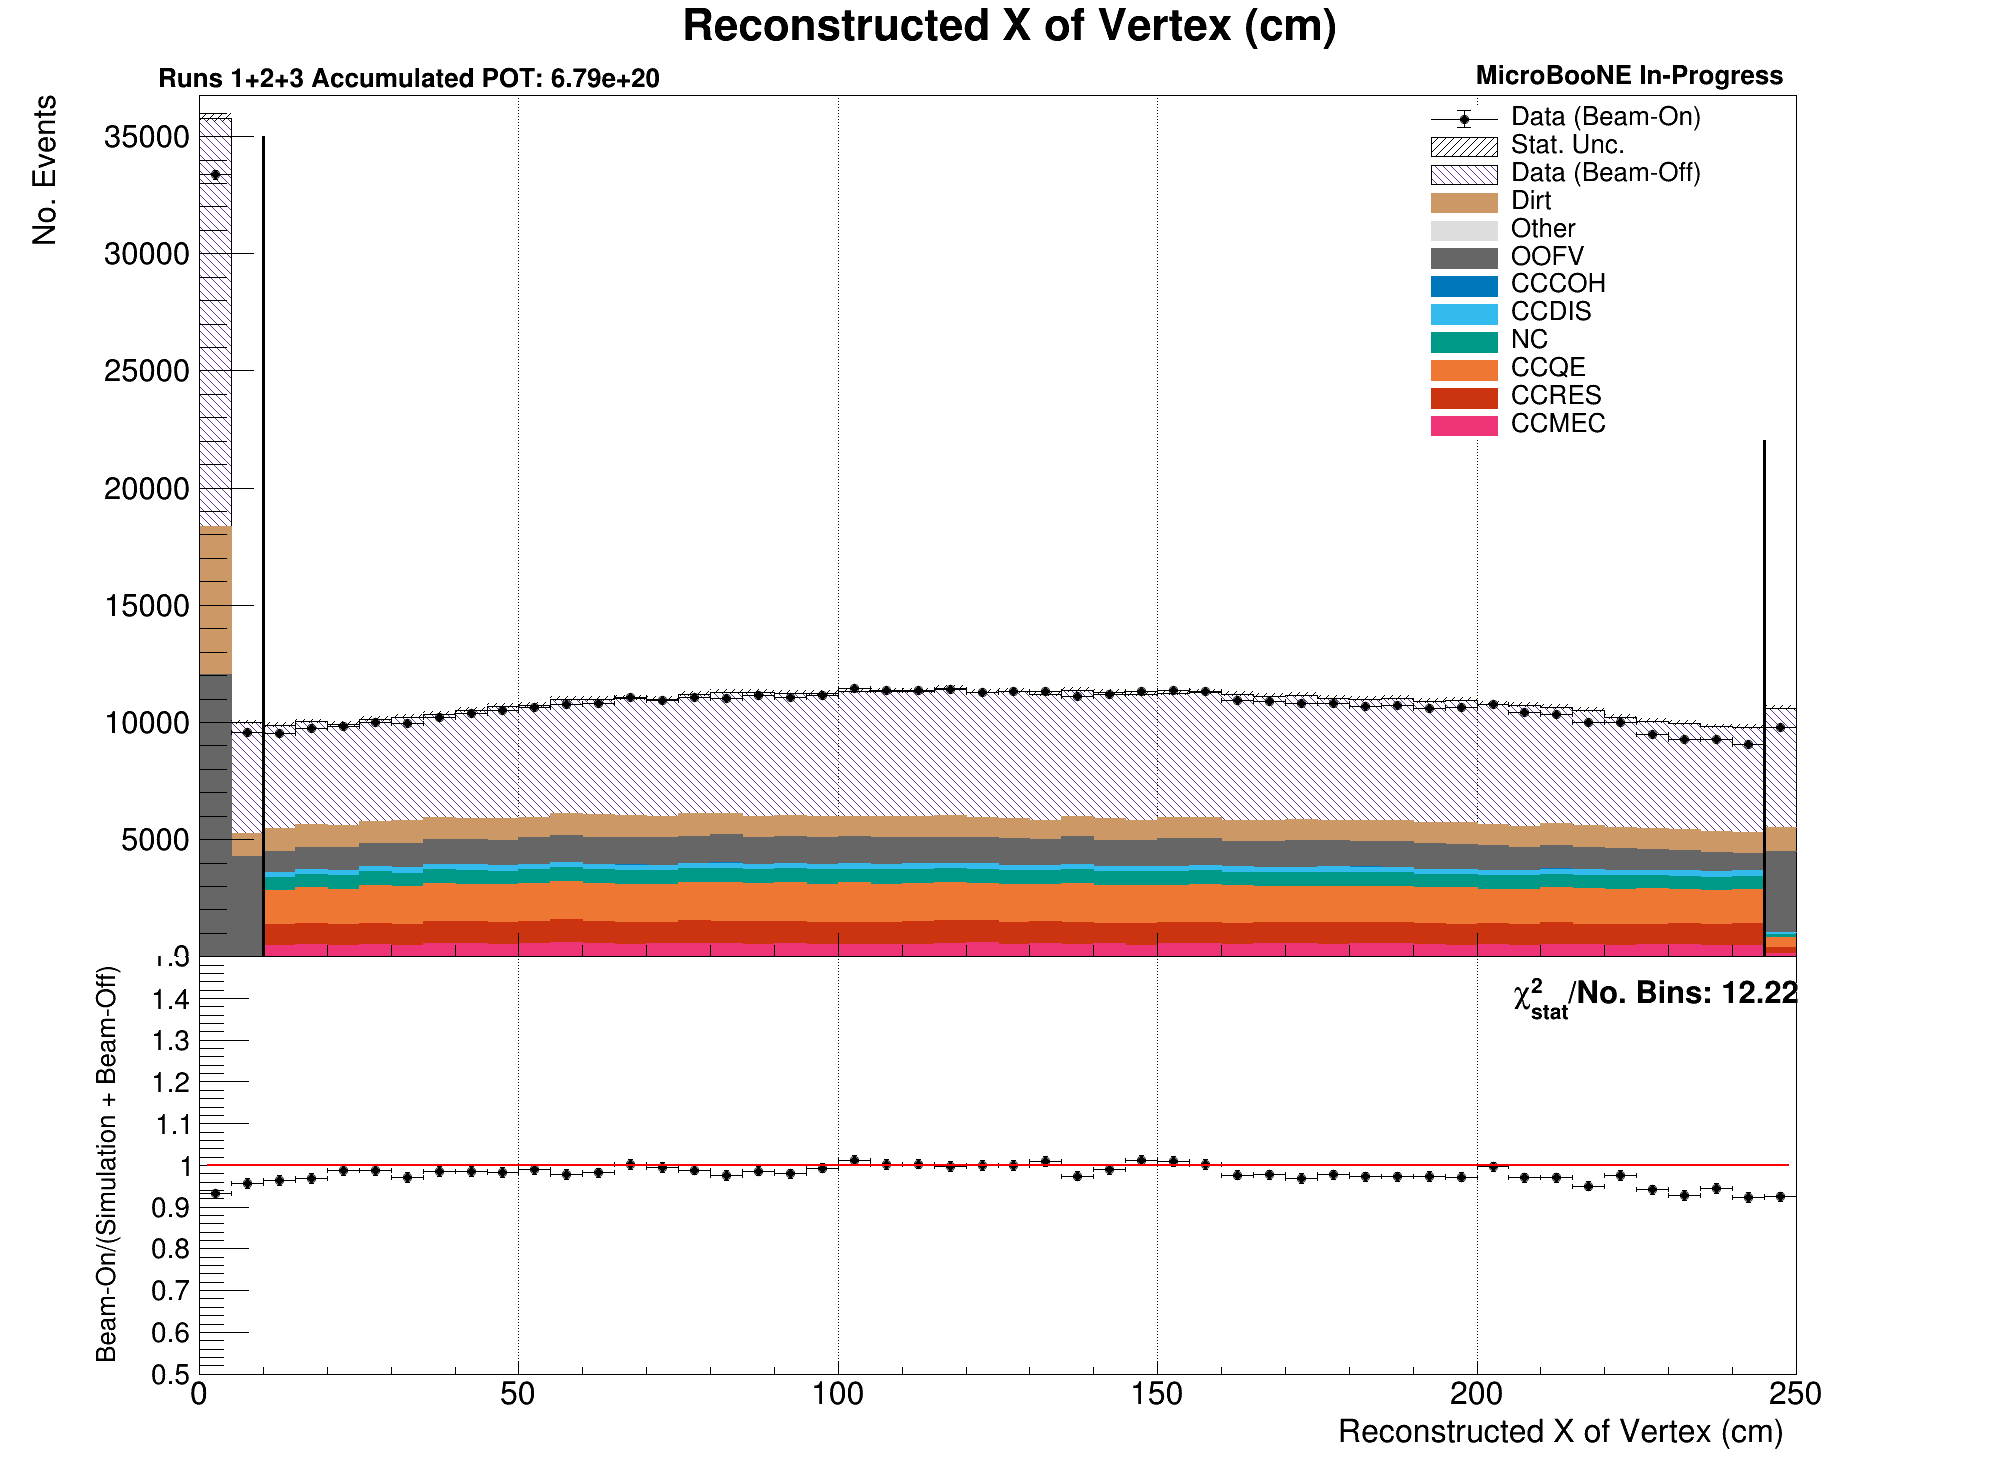 Reconstructed X of Vertex (cm)
Runs 1+2+3 Accumulated POT: 6.79e+20
MicroBooNE In-Progress
No. Events
35000
30000
25000
20000
15000
10000
5000
0
Data (Beam-On)
Stat. Unc.
Data (Beam-Off)
Dirt
Other
OOFV
CCCOH
CCDIS
NC
CCQE
CCRES
CCMEC
Beam-On/(Simulation + Beam-Off)
χ²stat/No. Bins: 12.22
1.4
1.3
1.2
1.1
1
0.9
0.8
0.7
0.6
0.5
0 50 100 150 200 250
Reconstructed X of Vertex (cm)